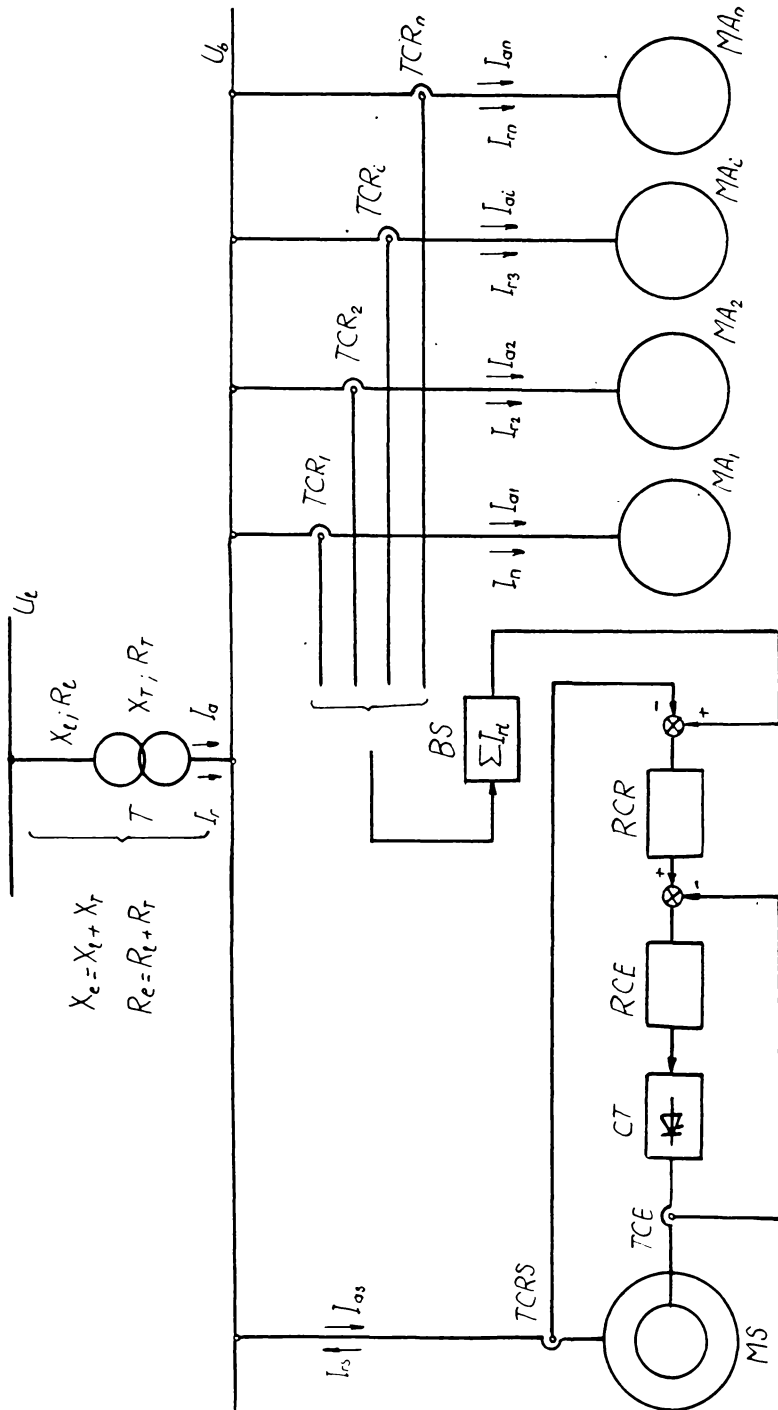 U_l
X_l; R_l
X_T; R_T
T
I_r
I_a
X_e = X_l + X_T
R_e = R_l + R_T
U_b
TCR_1
TCR_2
TCR_i
TCR_n
I_r1
I_a1
I_r2
I_a2
I_r3
I_ai
I_rn
I_an
MA_1
MA_2
MA_i
MA_n
BS
ΣI_ri
-
+
RCR
+
-
RCE
CT
TCE
TCRS
I_rs
I_as
MS